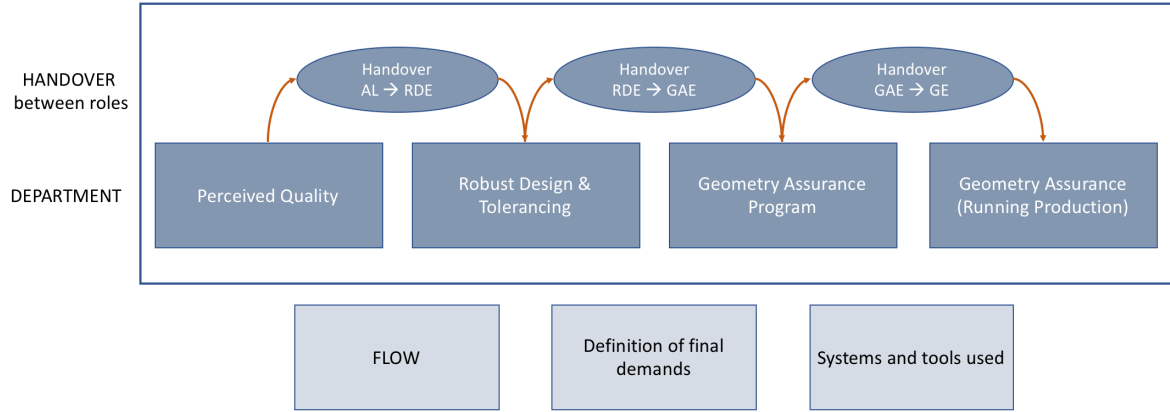 HANDOVER
between roles
Handover
AL → RDE
Handover
RDE → GAE
Handover
GAE → GE
DEPARTMENT
Perceived Quality
Robust Design &
Tolerancing
Geometry Assurance
Program
Geometry Assurance
(Running Production)
FLOW
Definition of final
demands
Systems and tools used